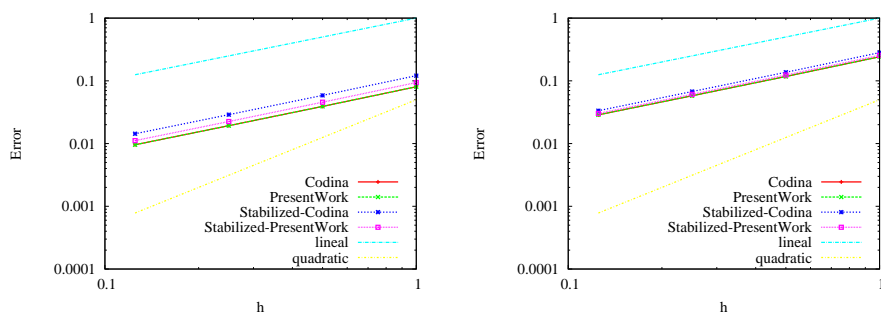 1
0.1
0.01
0.001
0.0001
Error
0.1
1
h
Codina
PresentWork
Stabilized-Codina
Stabilized-PresentWork
lineal
quadratic
1
0.1
0.01
0.001
0.0001
Error
0.1
1
h
Codina
PresentWork
Stabilized-Codina
Stabilized-PresentWork
lineal
quadratic